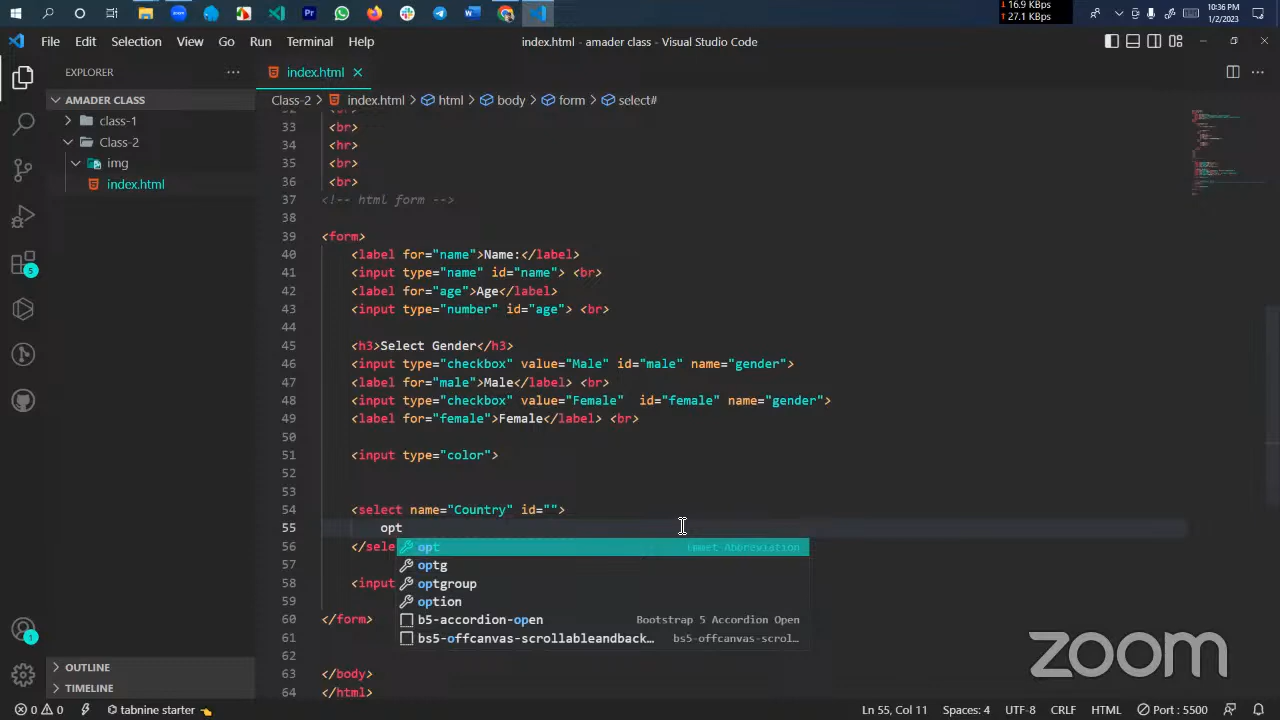 16.9 KBps
27.1 KBps
10:36 PM
1/2/2023
File Edit Selection View Go Run Terminal Help
index.html - amader class - Visual Studio Code
EXPLORER
AMADER CLASS
class-1
Class-2
img
index.html
OUTLINE
TIMELINE
index.html
Class-2 > index.html > html > body > form > select#
33 <br>
34 <hr>
35 <br>
36 <br>
37 <!-- html form -->
38
39 <form>
40 <label for="name">Name:</label>
41 <input type="name" id="name"> <br>
42 <label for="age">Age</label>
43 <input type="number" id="age"> <br>
44
45 <h3>Select Gender</h3>
46 <input type="checkbox" value="Male" id="male" name="gender">
47 <label for="male">Male</label> <br>
48 <input type="checkbox" value="Female"  id="female" name="gender">
49 <label for="female">Female</label> <br>
50
51 <input type="color">
52
53
54 <select name="Country" id="">
55 opt
56 </sele
57
58 <input
59
60 </form>
61
62
63 </body>
64 </html>
opt Emmet Abbreviation
optg
optgroup
option
b5-accordion-open Bootstrap 5 Accordion Open
bs5-offcanvas-scrollableandback… bs5-offcanvas-scrol…
5
1
zoom
0 0 tabnine starter Ln 55, Col 11 Spaces: 4 UTF-8 CRLF HTML Port : 5500